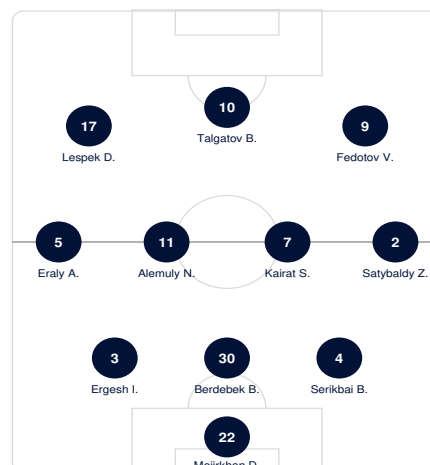 10
Talgatov B.
17
Lespek D.
9
Fedotov V.
5
Eraly A.
11
Alemuly N.
7
Kairat S.
2
Satybaldy Z.
3
Ergesh I.
30
Berdebek B.
4
Serikbai B.
22